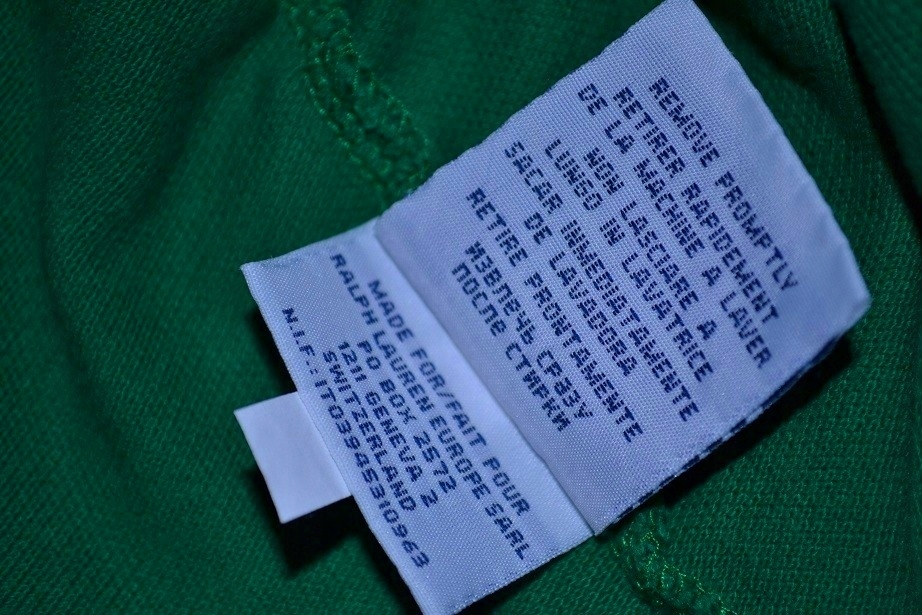 REMOVE PROMPTLY
RETIRER RAPIDEMENT
DE LA MACHINE A LAVER
NON LASCIARE A
LUNGO IN LAVATRICE
SACAR DE INMEDIATAMENTE
LAVADORA
RETIRE PRONTAMENTE
ИЗВЛЕЧЬ СРАЗУ
ПОСЛЕ СТИРКИ
MADE FOR/FAIT POUR
RALPH LAUREN EUROPE SARL
PO BOX 2572
1211 GENEVA 2
SWITZERLAND
N.I.F.: IT03945310963